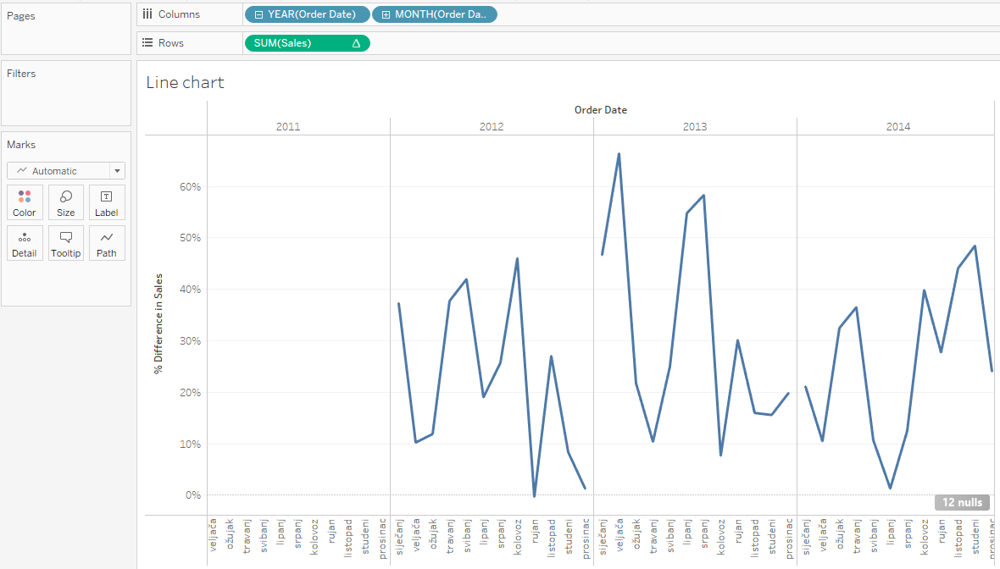 Pages
Columns
YEAR(Order Date)
MONTH(Order Da..
Rows
SUM(Sales)
Filters
Marks
Automatic
Color
Size
Label
Detail
Tooltip
Path
Line chart
Order Date
2011
2012
2013
2014
% Difference in Sales
60%
50%
40%
30%
20%
10%
0%
12 nulls
veljača
ožujak
travanj
svibanj
lipanj
srpanj
kolovoz
rujan
listopad
studeni
prosinac
siječanj
veljača
ožujak
travanj
svibanj
lipanj
srpanj
kolovoz
rujan
listopad
studeni
prosinac
siječanj
veljača
ožujak
travanj
svibanj
lipanj
srpanj
kolovoz
rujan
listopad
studeni
prosinac
siječanj
veljača
ožujak
travanj
svibanj
lipanj
srpanj
kolovoz
rujan
listopad
studeni
prosinac